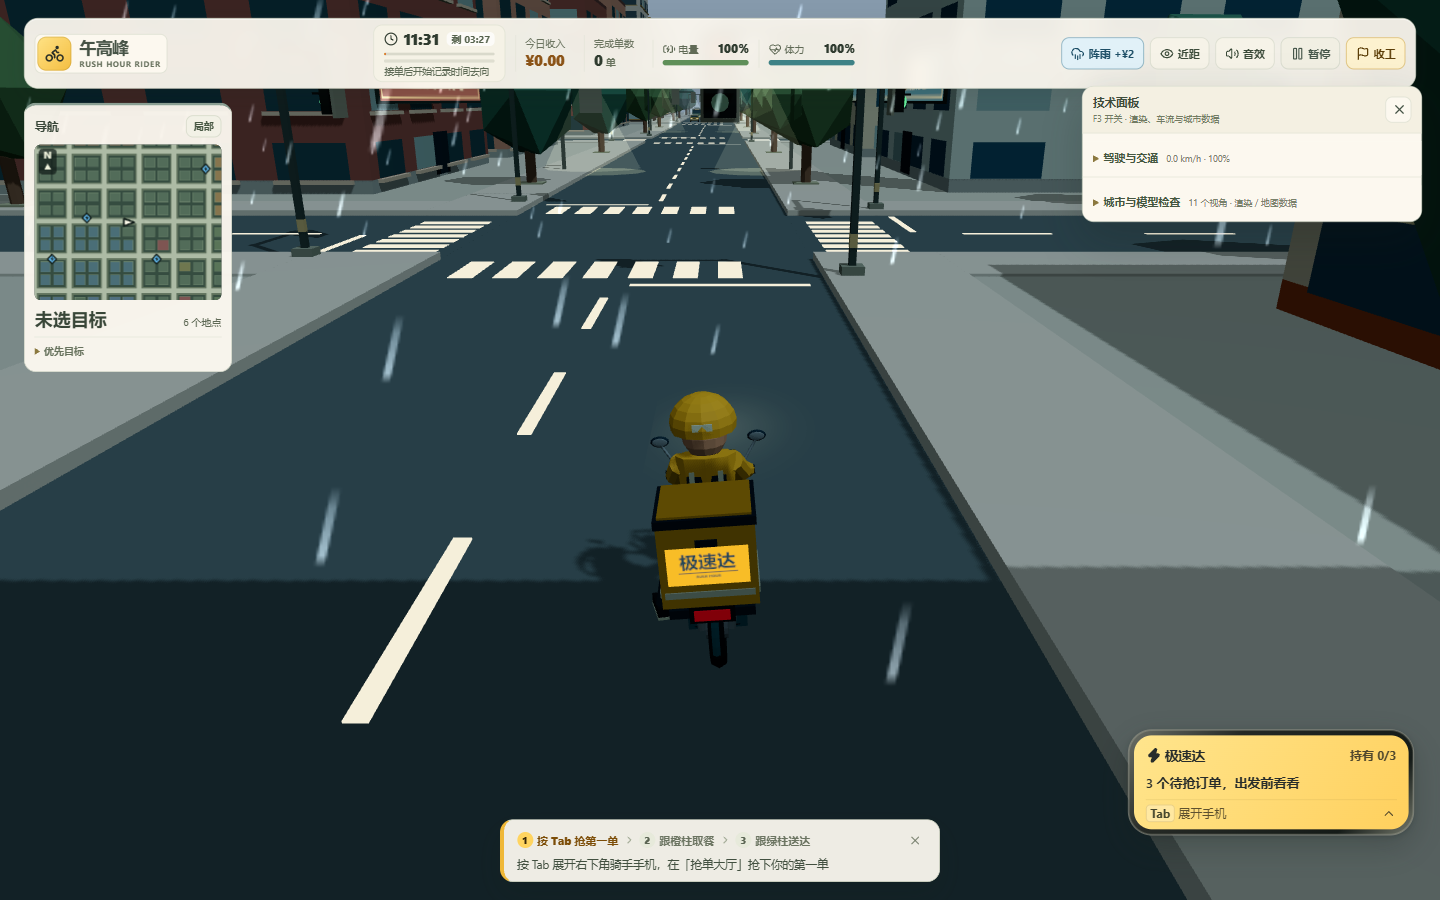 午高峰
RUSH HOUR RIDER
11:31 剩 03:27
接单后开始记录时间去向
今日收入
¥0.00
完成单数
0 单
电量 100%
体力 100%
阵雨 +¥2
近距
音效
暂停
收工
导航
局部
N
未选目标
6 个地点
优先目标
技术面板
F3 开关 · 渲染、车流与城市数据
驾驶与交通 0.0 km/h · 100%
城市与模型检查 11 个视角 · 渲染 / 地图数据
极速达
极速达
持有 0/3
3 个待抢订单，出发前看看
Tab 展开手机
1 按 Tab 抢第一单 › 2 跟橙柱取餐 › 3 跟绿柱送达
按 Tab 展开右下角骑手手机，在「抢单大厅」抢下你的第一单